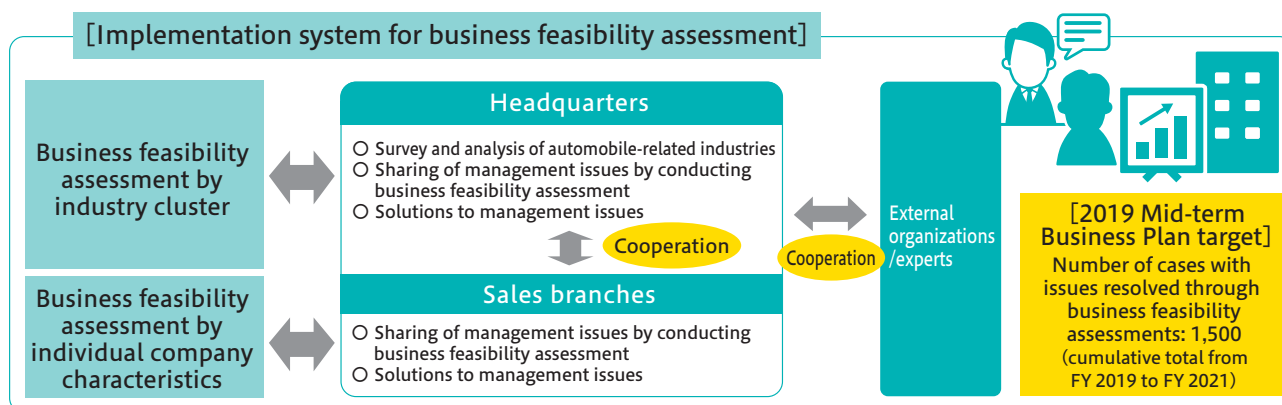 [Implementation system for business feasibility assessment]
Business feasibility
assessment by
industry cluster
Business feasibility
assessment by
individual company
characteristics
Headquarters
○ Survey and analysis of automobile-related industries
○ Sharing of management issues by conducting
business feasibility assessment
○ Solutions to management issues
Cooperation
Sales branches
○ Sharing of management issues by conducting
business feasibility assessment
○ Solutions to management issues
Cooperation
External
organizations
/experts
[2019 Mid-term
Business Plan target]
Number of cases with
issues resolved through
business feasibility
assessments: 1,500
(cumulative total from
FY 2019 to FY 2021)